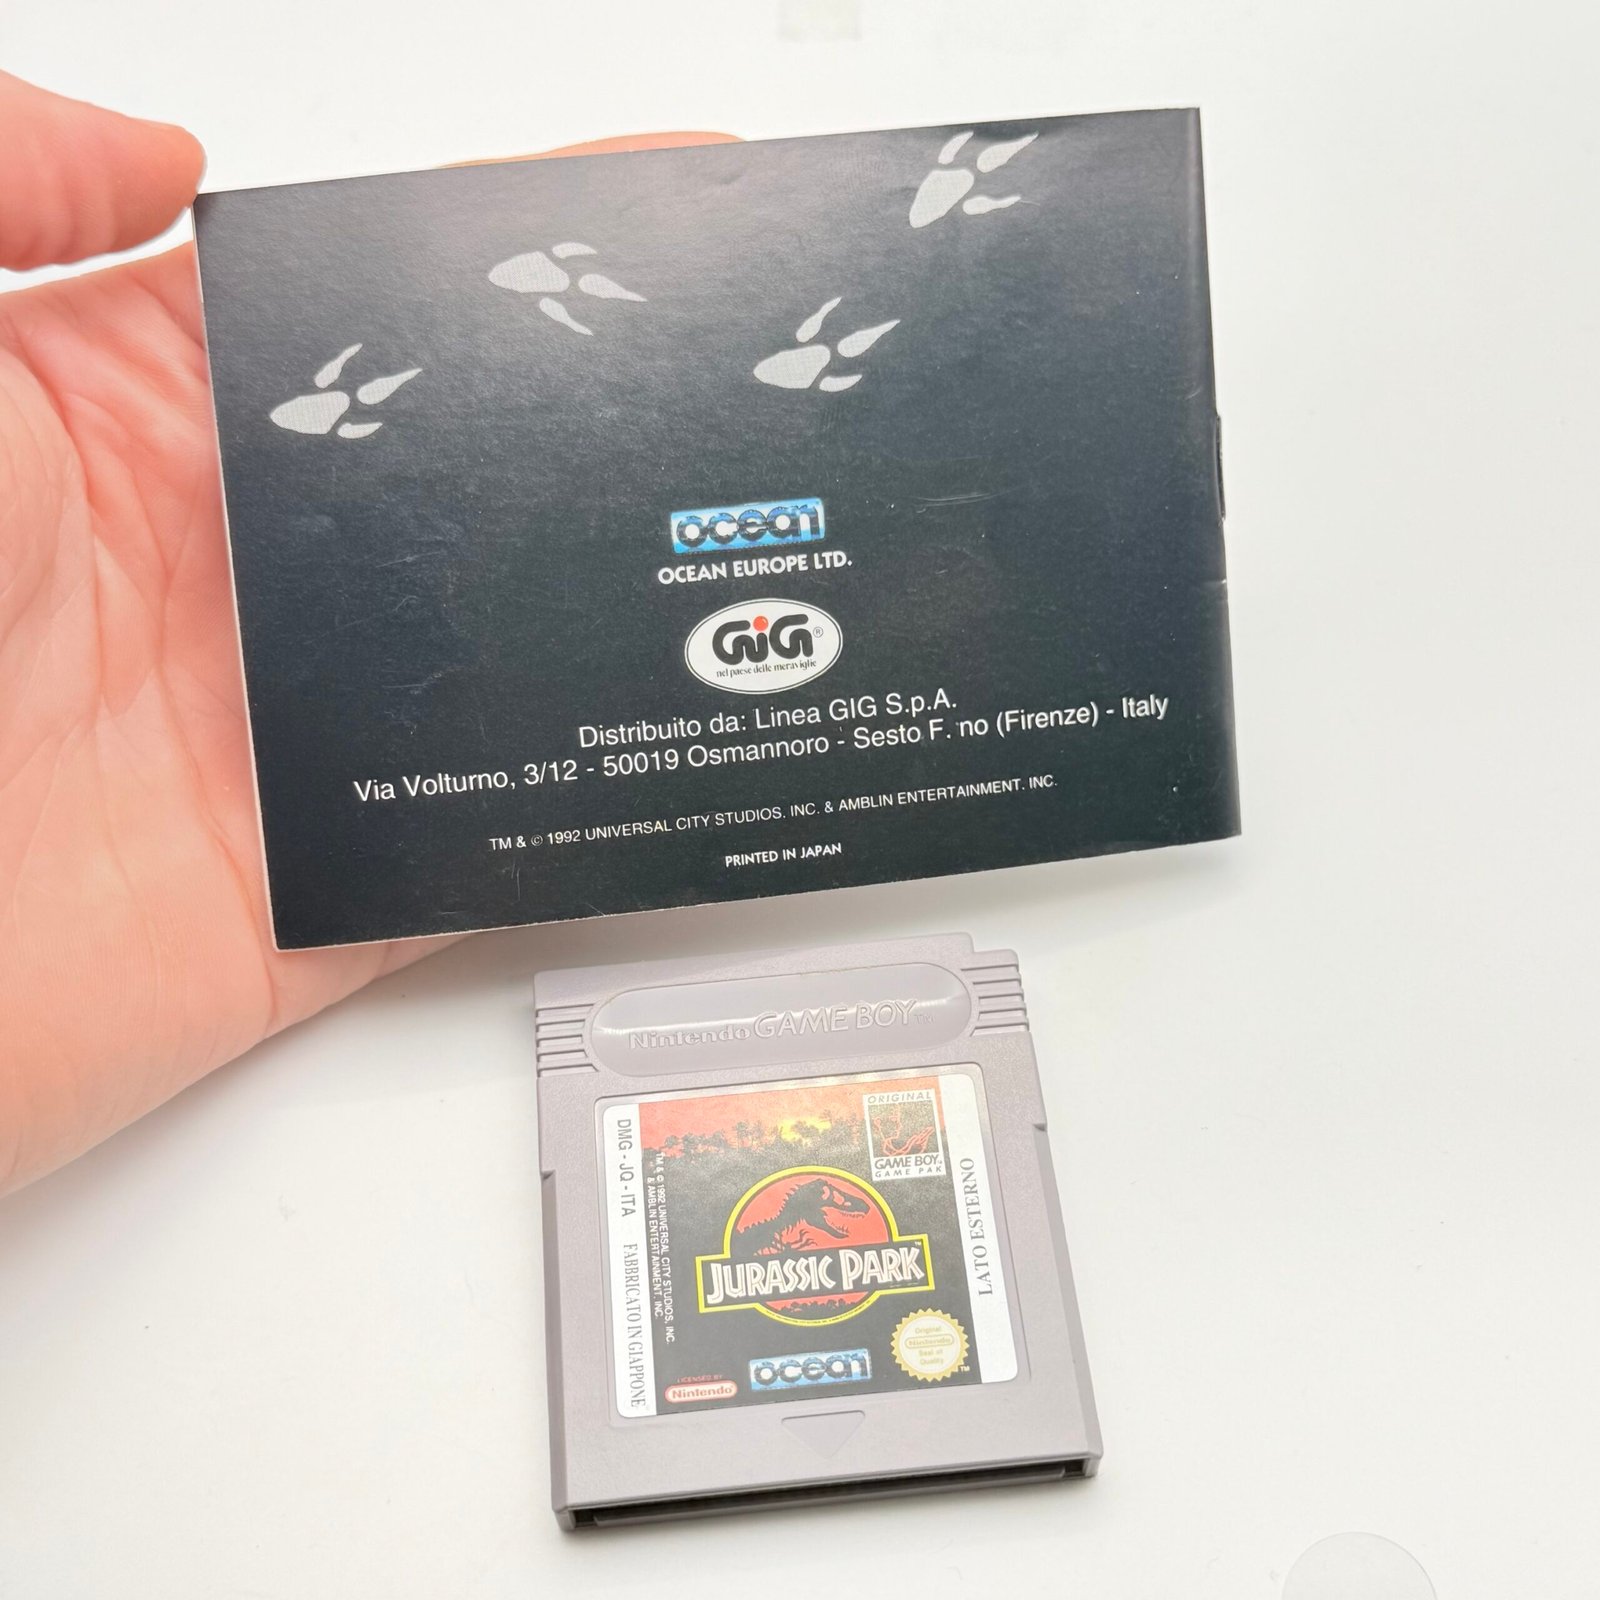 ocean
OCEAN EUROPE LTD.
GiG®
nel paese delle meraviglie
Distribuito da: Linea GIG S.p.A.
Via Volturno, 3/12 - 50019 Osmannoro - Sesto F. no (Firenze) - Italy
TM & © 1992 UNIVERSAL CITY STUDIOS, INC. & AMBLIN ENTERTAINMENT. INC.
PRINTED IN JAPAN
Nintendo GAME BOY™
DMG - JQ - ITA FABBRICATO IN GIAPPONE
TM & © 1992 UNIVERSAL CITY STUDIOS, INC.
& AMBLIN ENTERTAINMENT. INC.
ORIGINAL
GAME BOY™
GAME PAK
JURASSIC PARK™
LATO ESTERNO
LICENSED BY
Nintendo
ocean
Original
Nintendo
Seal of
Quality
TM